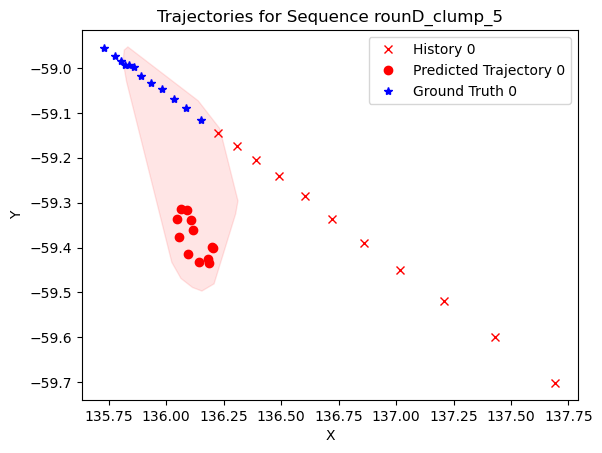 Trajectories for Sequence rounD_clump_5
History 0
Predicted Trajectory 0
Ground Truth 0
Y
−59.0
−59.1
−59.2
−59.3
−59.4
−59.5
−59.6
−59.7
135.75 136.00 136.25 136.50 136.75 137.00 137.25 137.50 137.75
X